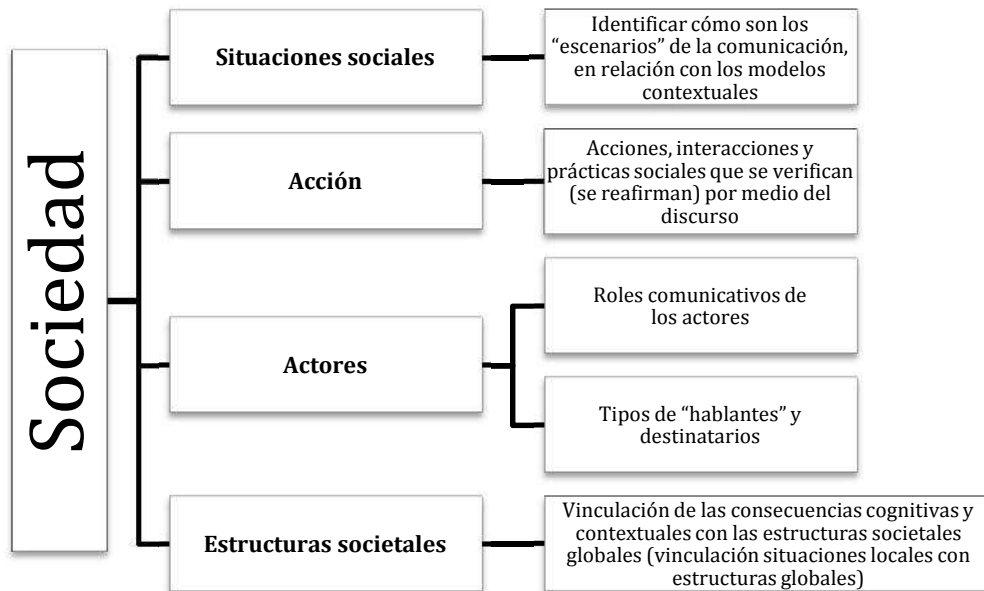 Sociedad
Situaciones sociales
Identificar cómo son los
“escenarios” de la comunicación,
en relación con los modelos
contextuales
Acción
Acciones, interacciones y
prácticas sociales que se verifican
(se reafirman) por medio del
discurso
Actores
Roles comunicativos de
los actores
Tipos de “hablantes” y
destinatarios
Estructuras societales
Vinculación de las consecuencias cognitivas y
contextuales con las estructuras societales
globales (vinculación situaciones locales con
estructuras globales)